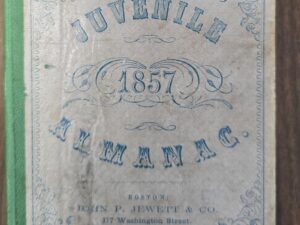 JUVENILE
1857
ALMANAC.
BOSTON:
JOHN P. JEWETT & CO.
117 Washington Street.